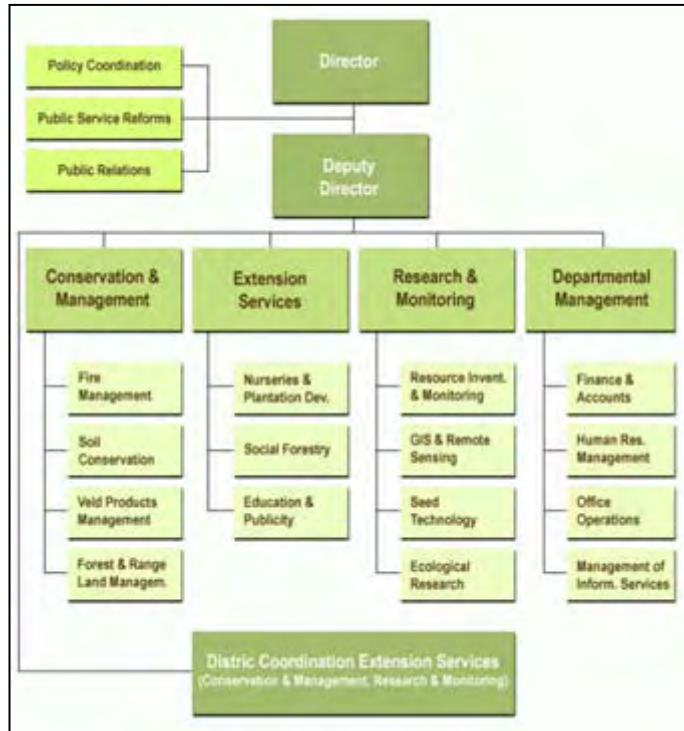 Director
Policy Coordination
Public Service Reforms
Public Relations
Deputy
Director
Conservation &
Management
Extension
Services
Research &
Monitoring
Departmental
Management
Fire
Management
Soil
Conservation
Veld Products
Management
Forest & Range
Land Managem.
Nurseries &
Plantation Dev.
Social Forestry
Education &
Publicity
Resource Invent.
& Monitoring
GIS & Remote
Sensing
Seed
Technology
Ecological
Research
Finance &
Accounts
Human Res.
Management
Office
Operations
Management of
Inform. Services
Distric Coordination Extension Services
(Conservation & Management, Research & Monitoring)